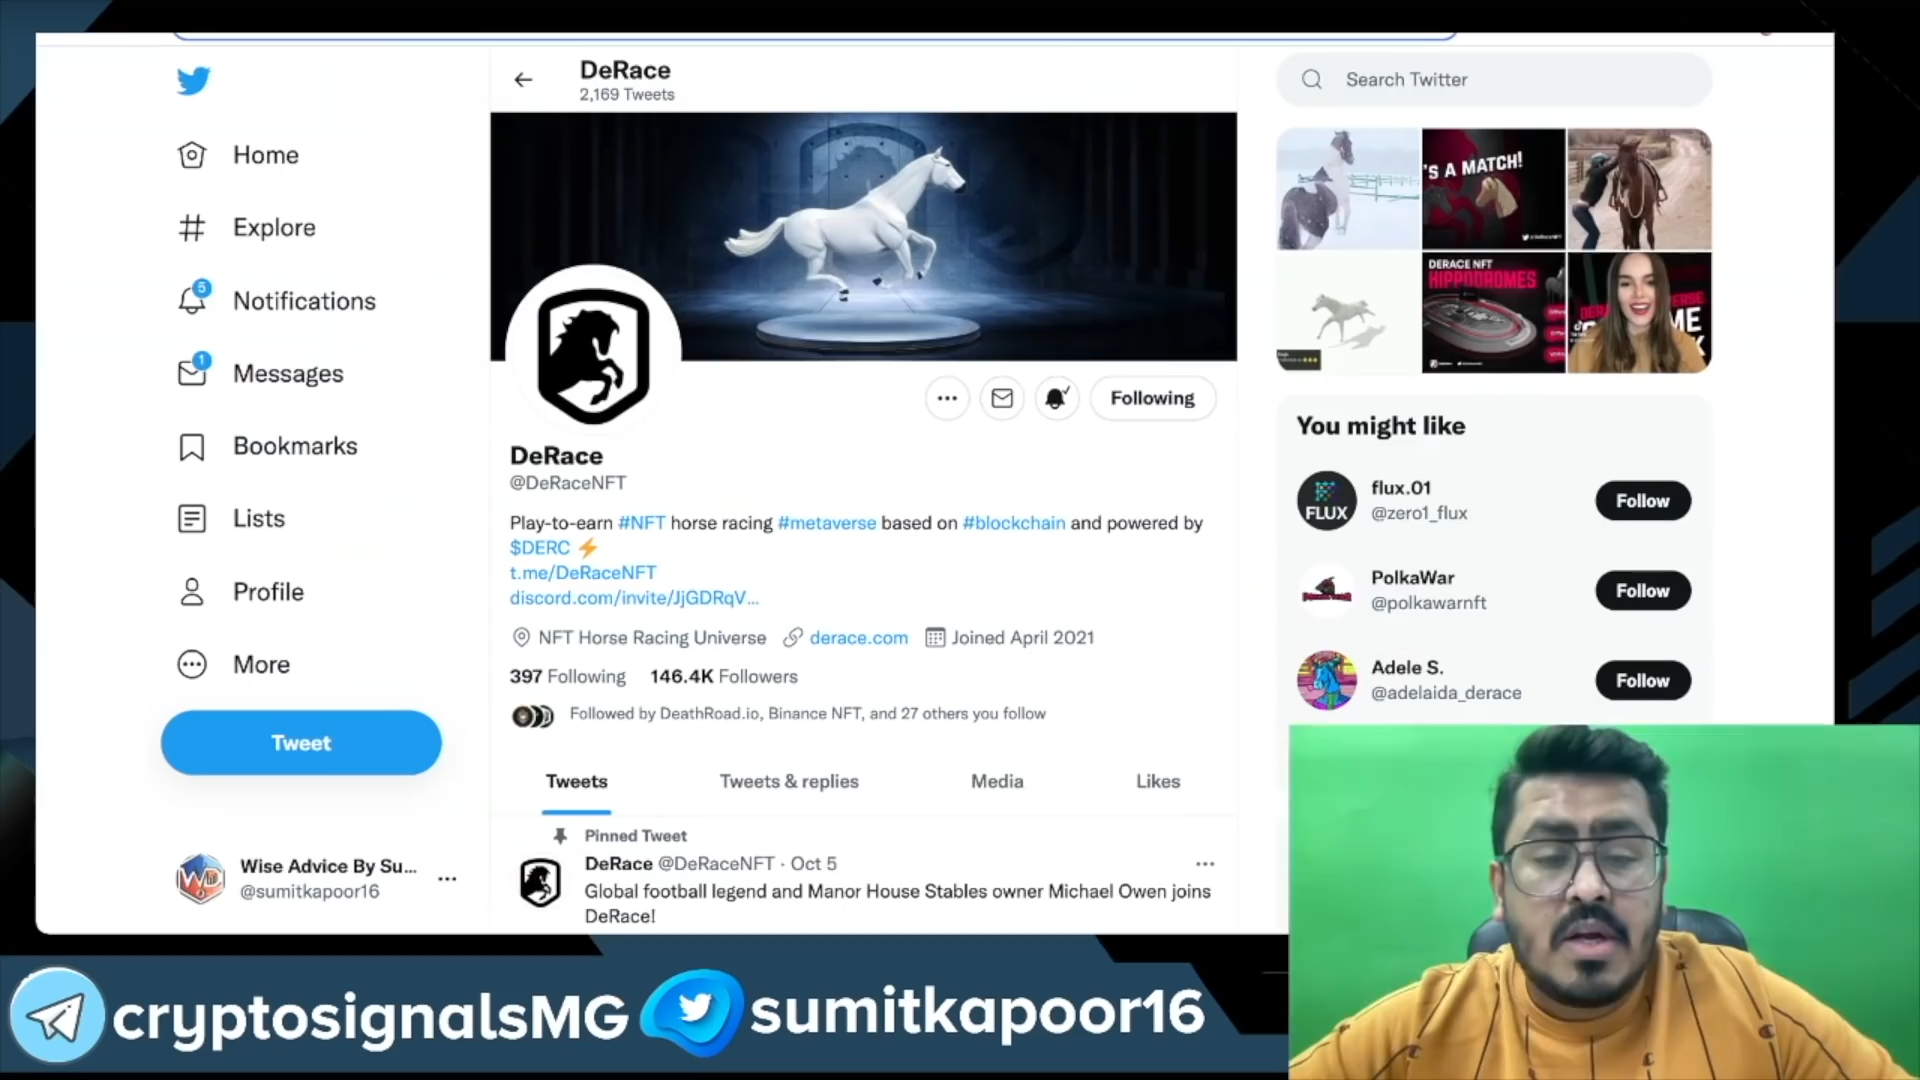 DeRace
2,169 Tweets
Search Twitter
Home
Explore
5
Notifications
1
Messages
Bookmarks
Lists
Profile
More
Tweet
Wise Advice By Su...
@sumitkapoor16
Following
DeRace
@DeRaceNFT
Play-to-earn #NFT horse racing #metaverse based on #blockchain and powered by
$DERC ⚡
t.me/DeRaceNFT
discord.com/invite/JjGDRqV...
NFT Horse Racing Universe derace.com Joined April 2021
397 Following 146.4K Followers
Followed by DeathRoad.io, Binance NFT, and 27 others you follow
Tweets Tweets & replies Media Likes
Pinned Tweet
DeRace @DeRaceNFT · Oct 5
Global football legend and Manor House Stables owner Michael Owen joins
DeRace!
'S A MATCH!
DERACE NFT
HIPPODROMES
You might like
FLUX
flux.01
@zero1_flux
Follow
PolkaWar
@polkawarnft
Follow
Adele S.
@adelaida_derace
Follow
cryptosignalsMG
sumitkapoor16